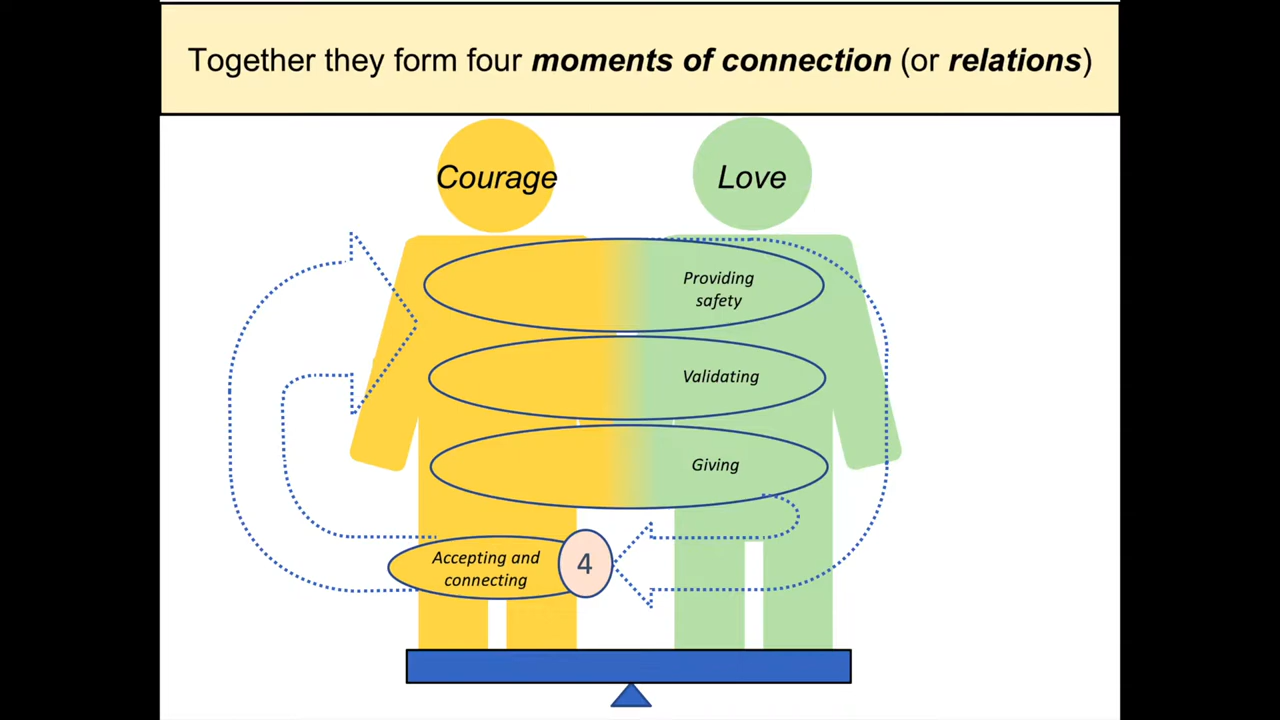 Together they form four moments of connection (or relations)
Courage
Love
Providing
safety
Validating
Giving
Accepting and
connecting
4